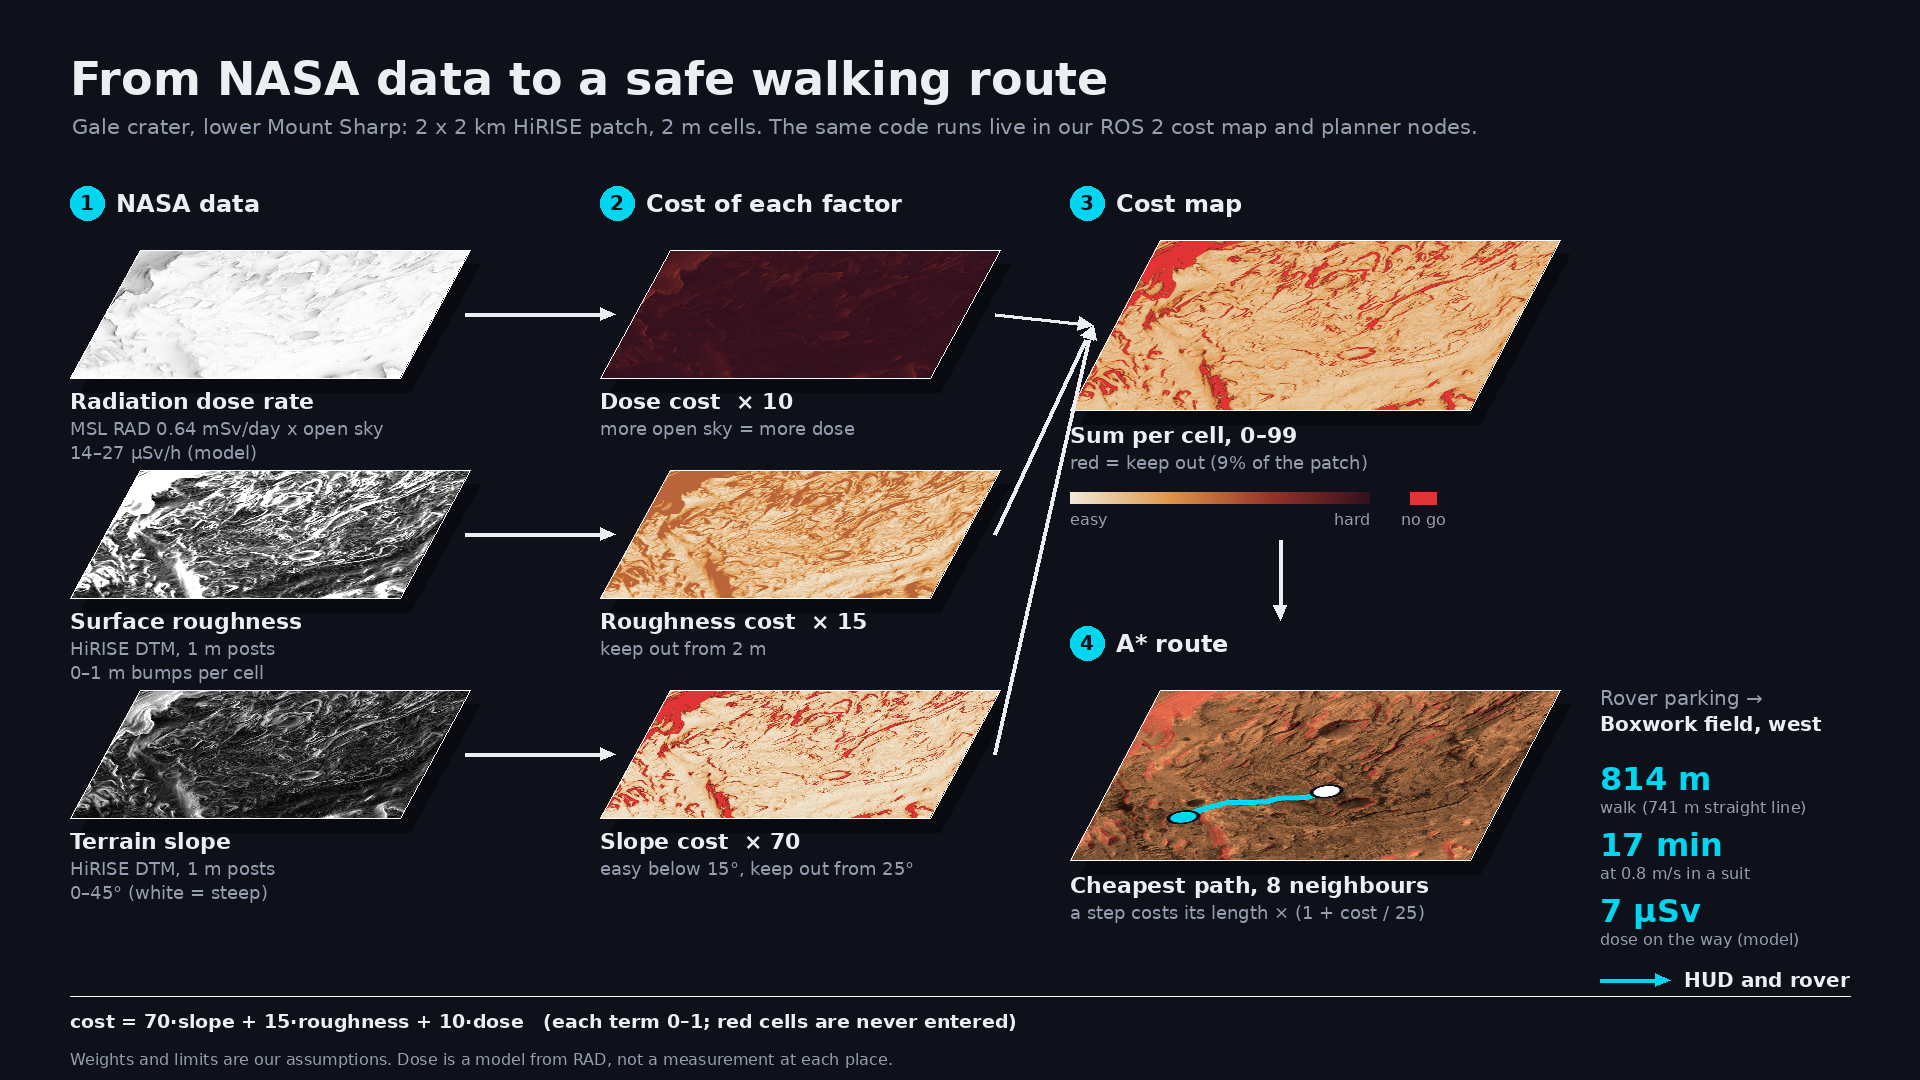 From NASA data to a safe walking route
Gale crater, lower Mount Sharp: 2 x 2 km HiRISE patch, 2 m cells. The same code runs live in our ROS 2 cost map and planner nodes.
1 NASA data
Radiation dose rate
MSL RAD 0.64 mSv/day x open sky
14–27 µSv/h (model)
Surface roughness
HiRISE DTM, 1 m posts
0–1 m bumps per cell
Terrain slope
HiRISE DTM, 1 m posts
0–45° (white = steep)
2 Cost of each factor
Dose cost × 10
more open sky = more dose
Roughness cost × 15
keep out from 2 m
Slope cost × 70
easy below 15°, keep out from 25°
3 Cost map
Sum per cell, 0–99
red = keep out (9% of the patch)
easy hard no go
4 A* route
Cheapest path, 8 neighbours
a step costs its length × (1 + cost / 25)
Rover parking →
Boxwork field, west
814 m
walk (741 m straight line)
17 min
at 0.8 m/s in a suit
7 µSv
dose on the way (model)
HUD and rover
cost = 70·slope + 15·roughness + 10·dose (each term 0–1; red cells are never entered)
Weights and limits are our assumptions. Dose is a model from RAD, not a measurement at each place.